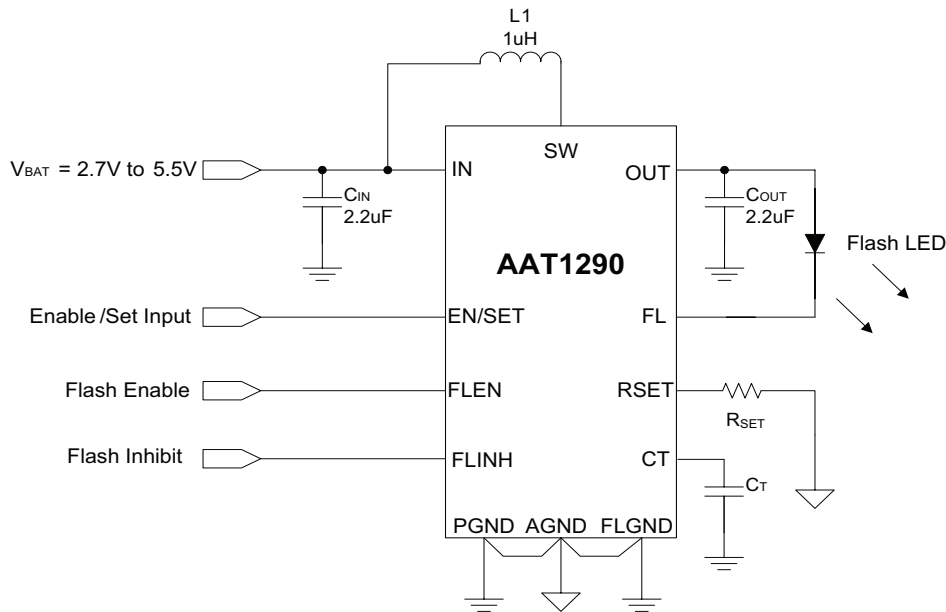 L1
1uH
SW
VBAT = 2.7V to 5.5V
IN
OUT
CIN
2.2uF
COUT
2.2uF
Flash LED
AAT1290
Enable/Set Input
EN/SET
FL
Flash Enable
FLEN
RSET
RSET
Flash Inhibit
FLINH
CT
CT
PGND AGND FLGND